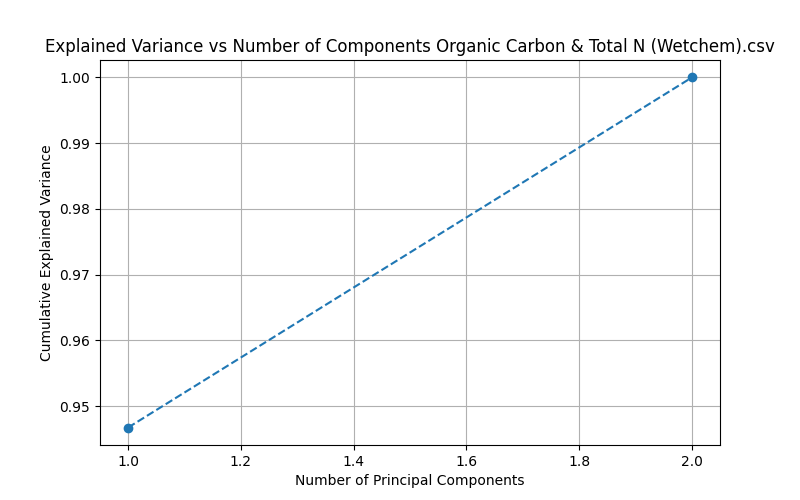 Explained Variance vs Number of Components Organic Carbon & Total N (Wetchem).csv
1.00
0.99
0.98
0.97
0.96
0.95
Cumulative Explained Variance
1.0 1.2 1.4 1.6 1.8 2.0
Number of Principal Components